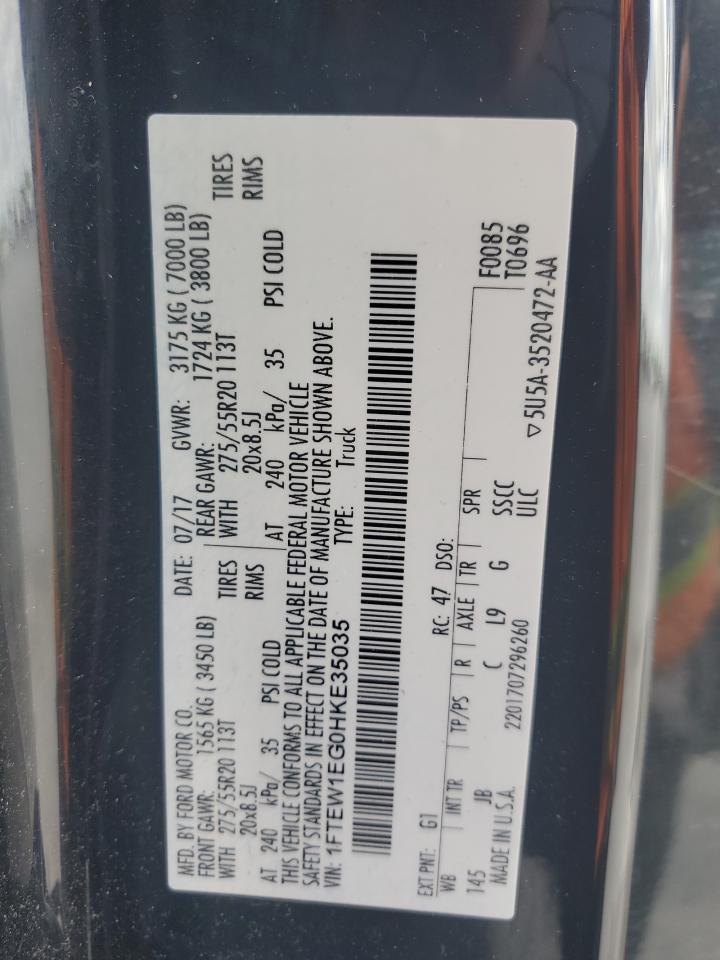 MFD. BY FORD MOTOR CO. DATE: 07/17 GVWR: 3175 KG ( 7000 LB)
FRONT GAWR: 1565 KG ( 3450 LB) REAR GAWR: 1724 KG ( 3800 LB)
WITH 275/55R20 113T TIRES WITH 275/55R20 113T TIRES
20x8.5J RIMS 20x8.5J RIMS
AT 240 kPa/ 35 PSI COLD AT 240 kPa/ 35 PSI COLD
THIS VEHICLE CONFORMS TO ALL APPLICABLE FEDERAL MOTOR VEHICLE
SAFETY STANDARDS IN EFFECT ON THE DATE OF MANUFACTURE SHOWN ABOVE.
VIN: 1FTEW1EG0HKE35035 TYPE: Truck
EXT PNT: G1 RC: 47 DSO:
WB INT TR TP/PS R AXLE TR SPR F0085
145 JB C L9 G SSCC T0696
MADE IN U.S.A. 2201707296260 ULC
▽5U5A-3520472-AA